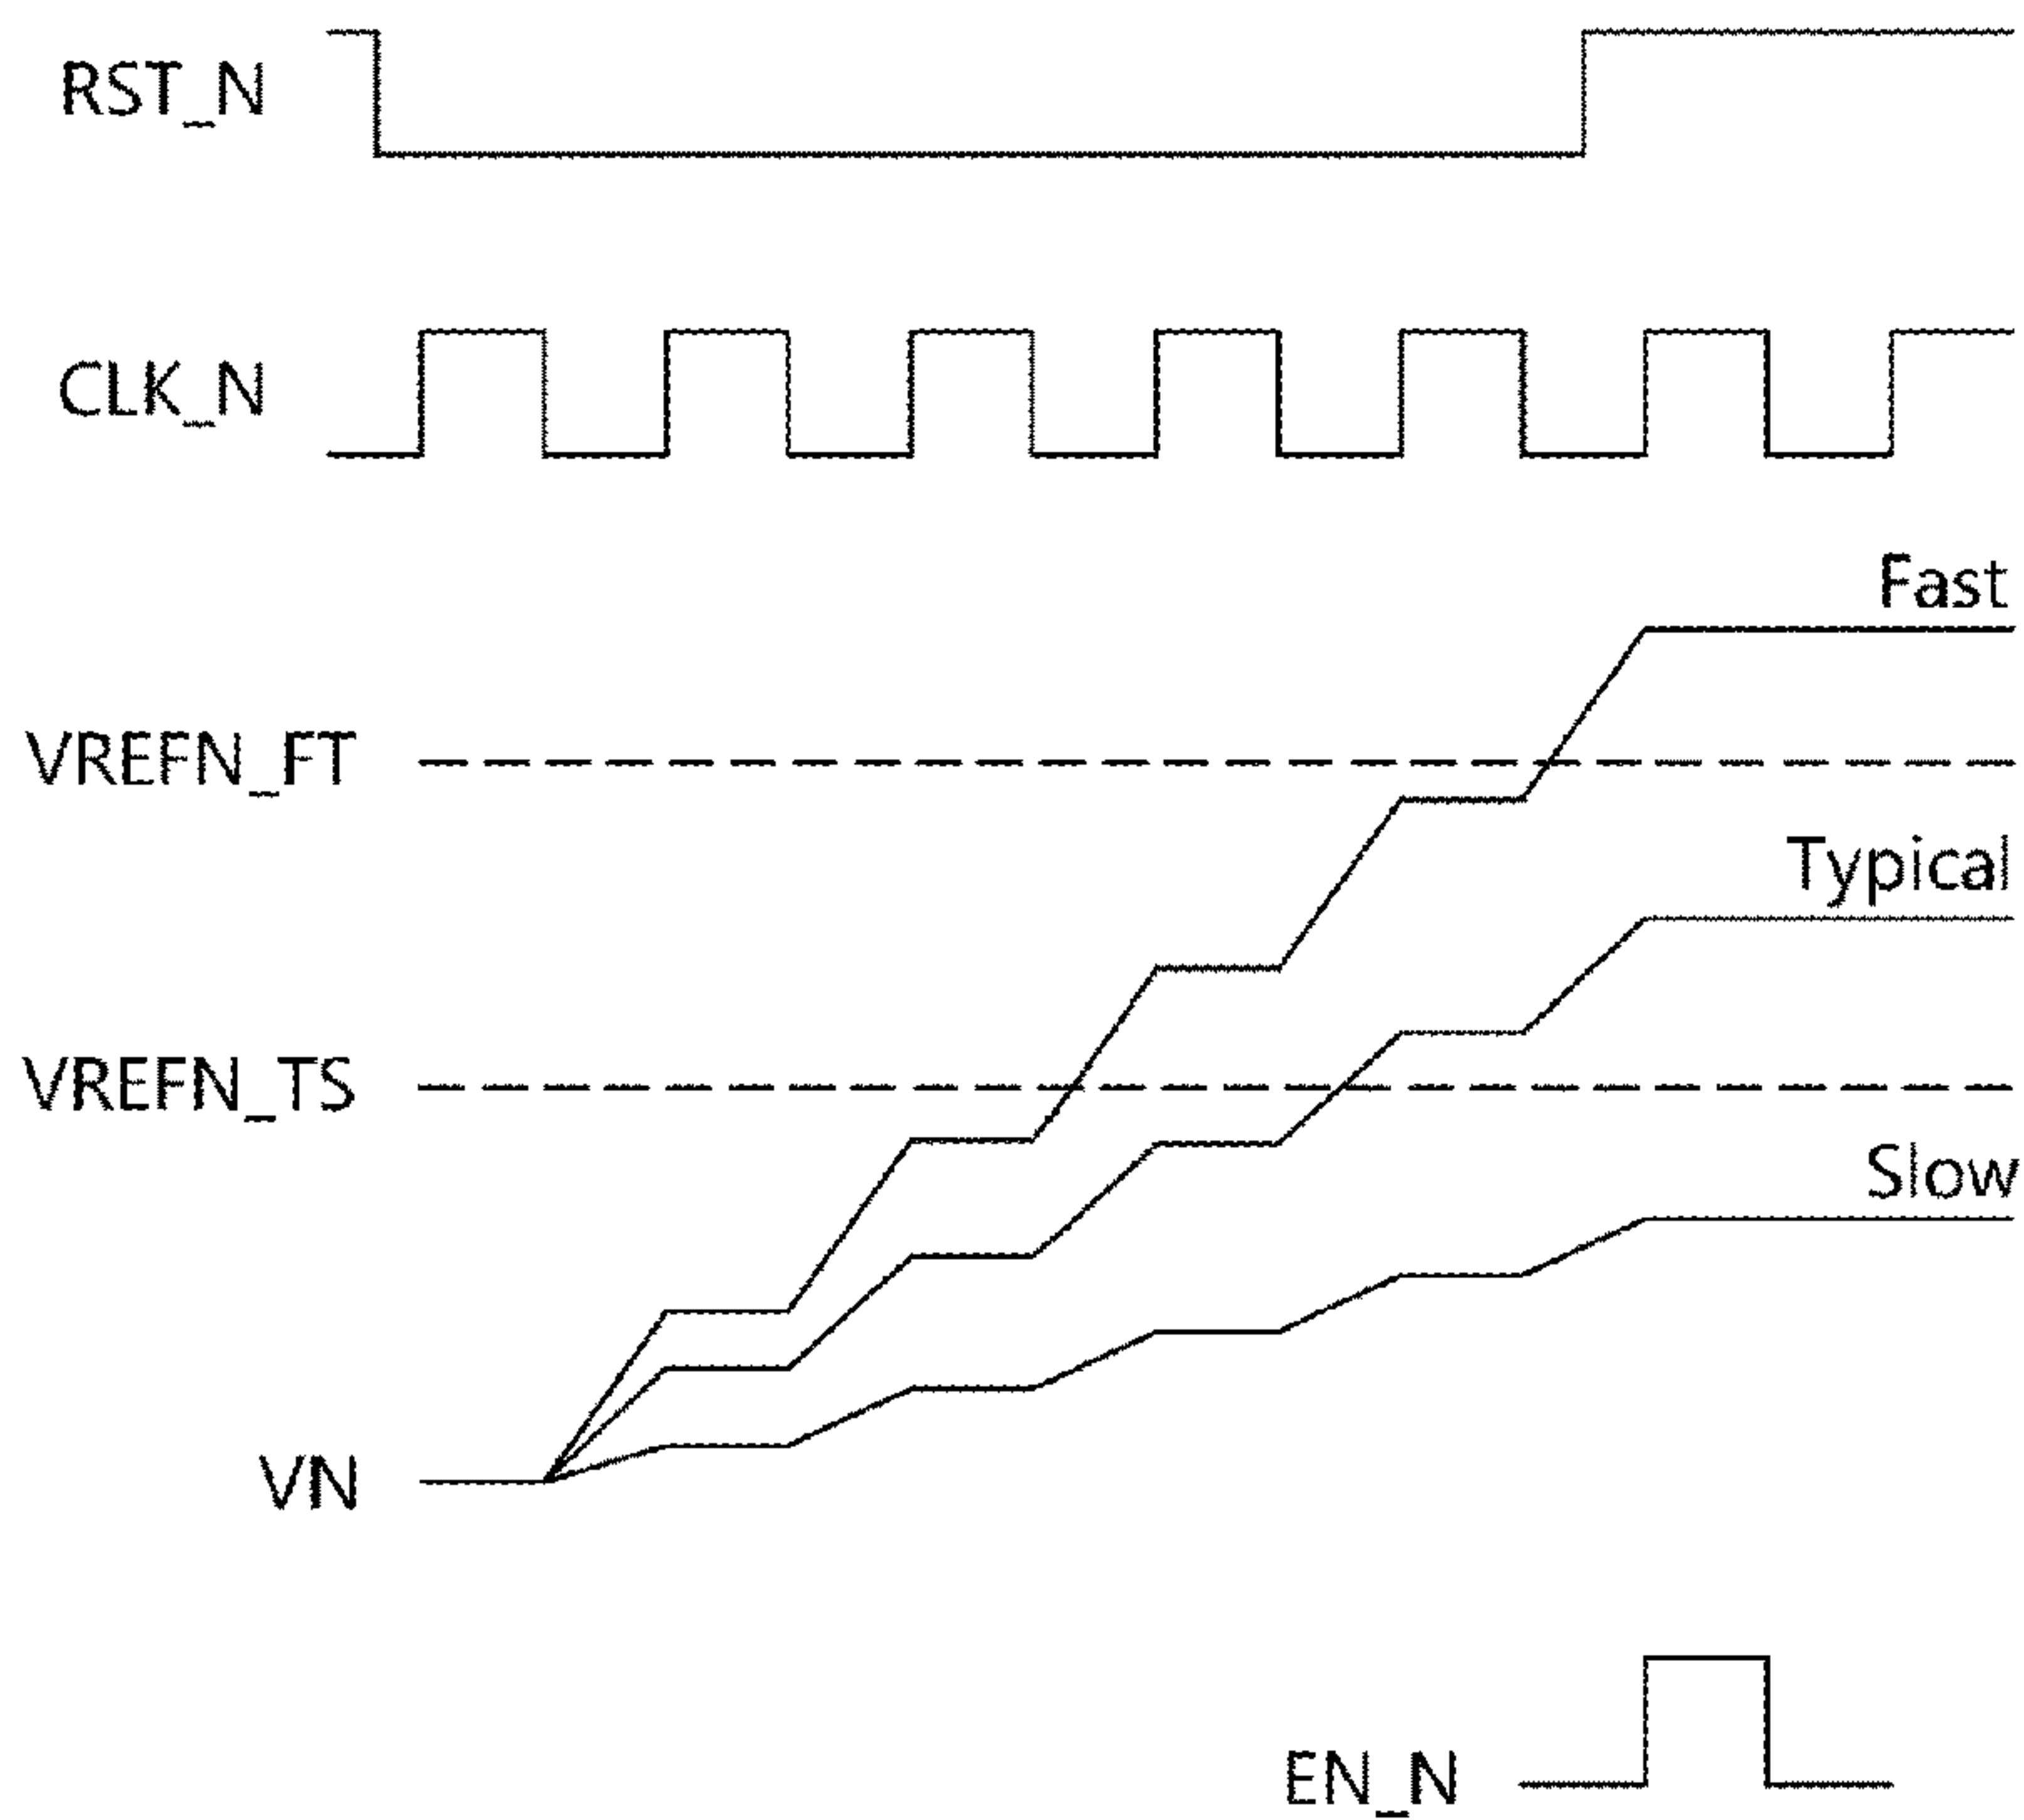 RST_N
CLK_N
Fast
VREFN_FT
Typical
VREFN_TS
Slow
VN
EN_N